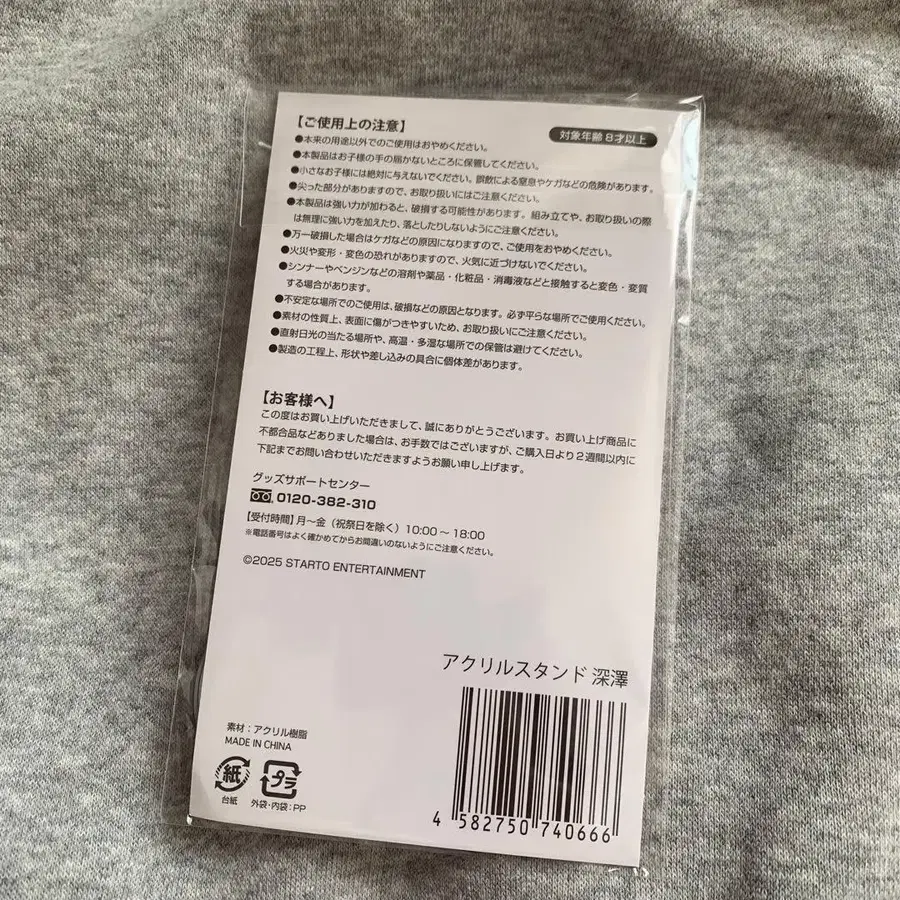 【ご使用上の注意】
対象年齢 8才以上
●本来の用途以外でのご使用はおやめください。
●本製品はお子様の手の届かないところに保管してください。
●小さなお子様には絶対に与えないでください。誤飲による窒息やケガなどの危険があります。
●尖った部分がありますので、お取り扱いにはご注意ください。
●本製品は強い力が加わると、破損する可能性があります。組み立てや、お取り扱いの際
は無理に強い力を加えたり、落としたりしないようにご注意ください。
●万一破損した場合はケガなどの原因になりますので、ご使用をおやめください。
●火災や変形・変色の恐れがありますので、火気に近づけないでください。
●シンナーやベンジンなどの溶剤や薬品・化粧品・消毒液などと接触すると変色・変質
する場合があります。
●不安定な場所でのご使用は、破損などの原因となります。必ず平らな場所でご使用ください。
●素材の性質上、表面に傷がつきやすいため、お取り扱いにご注意ください。
●直射日光の当たる場所や、高温・多湿な場所での保管は避けてください。
●製造の工程上、形状や差し込みの具合に個体差があります。
【お客様へ】
この度はお買い上げいただきまして、誠にありがとうございます。お買い上げ商品に
不都合品などありました場合は、お手数ではございますが、ご購入日より2週間以内に
下記までお問い合わせいただきますようお願い申し上げます。
グッズサポートセンター
0120-382-310
【受付時間】月～金（祝祭日を除く）10:00～18:00
※電話番号はよく確かめてからお間違いのないようにご注意ください。
©2025 STARTO ENTERTAINMENT
アクリルスタンド 深澤
素材：アクリル樹脂
MADE IN CHINA
紙
プラ
台紙
外袋・内袋：PP
4 582750 740666